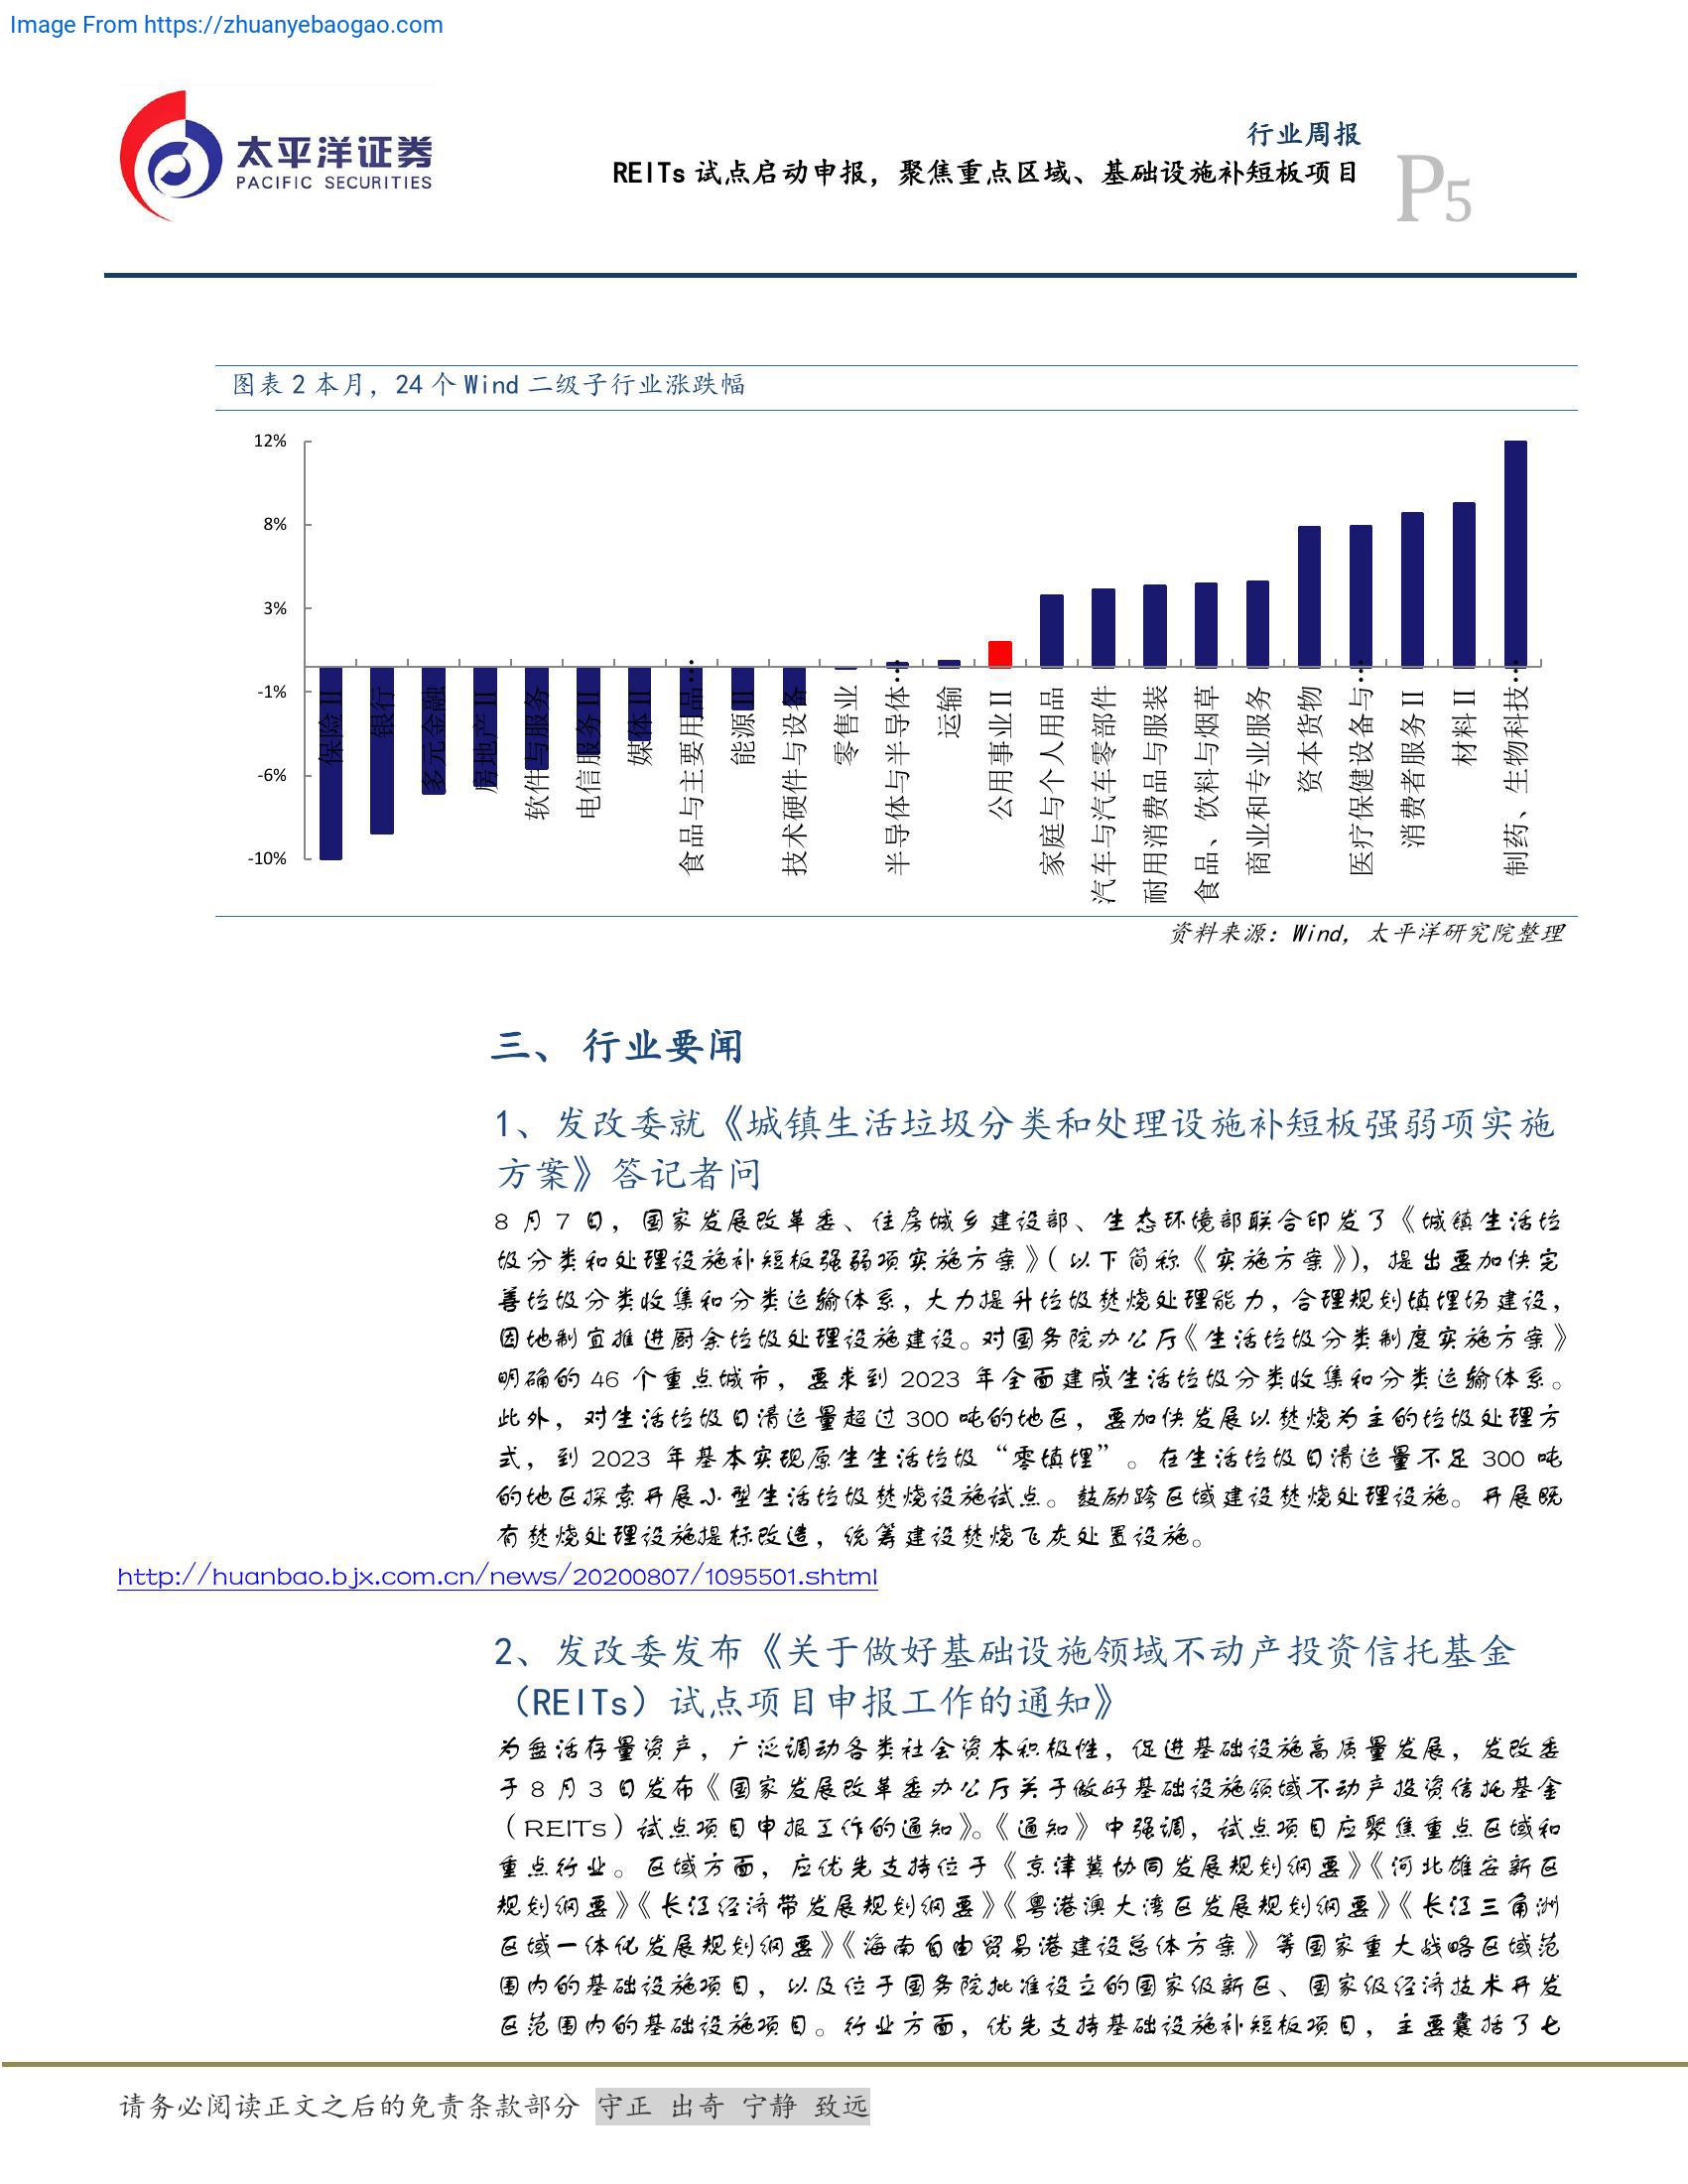 Image From https://zhuanyebaogao.com
太平洋证券
PACIFIC SECURITIES
行业周报
REITs 试点启动申报，聚焦重点区域、基础设施补短板项目
P5
图表 2 本月，24 个 Wind 二级子行业涨跌幅
12%
8%
3%
-1%
-6%
-10%
保险Ⅱ
银行
多元金融
房地产Ⅱ
软件与服务
电信服务Ⅱ
媒体Ⅱ
食品与主要用品…
能源Ⅱ
技术硬件与设备
零售业
半导体与半导体…
运输
公用事业Ⅱ
家庭与个人用品
汽车与汽车零部件
耐用消费品与服装
食品、饮料与烟草
商业和专业服务
资本货物
医疗保健设备与…
消费者服务Ⅱ
材料Ⅱ
制药、生物科技…
资料来源：Wind，太平洋研究院整理
三、 行业要闻
1、发改委就《城镇生活垃圾分类和处理设施补短板强弱项实施
方案》答记者问
8 月 7 日，国家发展改革委、住房城乡建设部、生态环境部联合印发了《城镇生活垃
圾分类和处理设施补短板强弱项实施方案》（以下简称《实施方案》），提出要加快完
善垃圾分类收集和分类运输体系，大力提升垃圾焚烧处理能力，合理规划填埋场建设，
因地制宜推进厨余垃圾处理设施建设。对国务院办公厅《生活垃圾分类制度实施方案》
明确的 46 个重点城市，要求到 2023 年全面建成生活垃圾分类收集和分类运输体系。
此外，对生活垃圾日清运量超过 300 吨的地区，要加快发展以焚烧为主的垃圾处理方
式，到 2023 年基本实现原生生活垃圾“零填埋”。在生活垃圾日清运量不足 300 吨
的地区探索开展小型生活垃圾焚烧设施试点。鼓励跨区域建设焚烧处理设施。开展既
有焚烧处理设施提标改造，统筹建设焚烧飞灰处置设施。
http://huanbao.bjx.com.cn/news/20200807/1095501.shtml
2、发改委发布《关于做好基础设施领域不动产投资信托基金
（REITs）试点项目申报工作的通知》
为盘活存量资产，广泛调动各类社会资本积极性，促进基础设施高质量发展，发改委
于 8 月 3 日发布《国家发展改革委办公厅关于做好基础设施领域不动产投资信托基金
（REITs）试点项目申报工作的通知》。《通知》中强调，试点项目应聚焦重点区域和
重点行业。区域方面，应优先支持位于《京津冀协同发展规划纲要》《河北雄安新区
规划纲要》《长江经济带发展规划纲要》《粤港澳大湾区发展规划纲要》《长江三角洲
区域一体化发展规划纲要》《海南自由贸易港建设总体方案》等国家重大战略区域范
围内的基础设施项目，以及位于国务院批准设立的国家级新区、国家级经济技术开发
区范围内的基础设施项目。行业方面，优先支持基础设施补短板项目，主要囊括了七
请务必阅读正文之后的免责条款部分 守正 出奇 宁静 致远